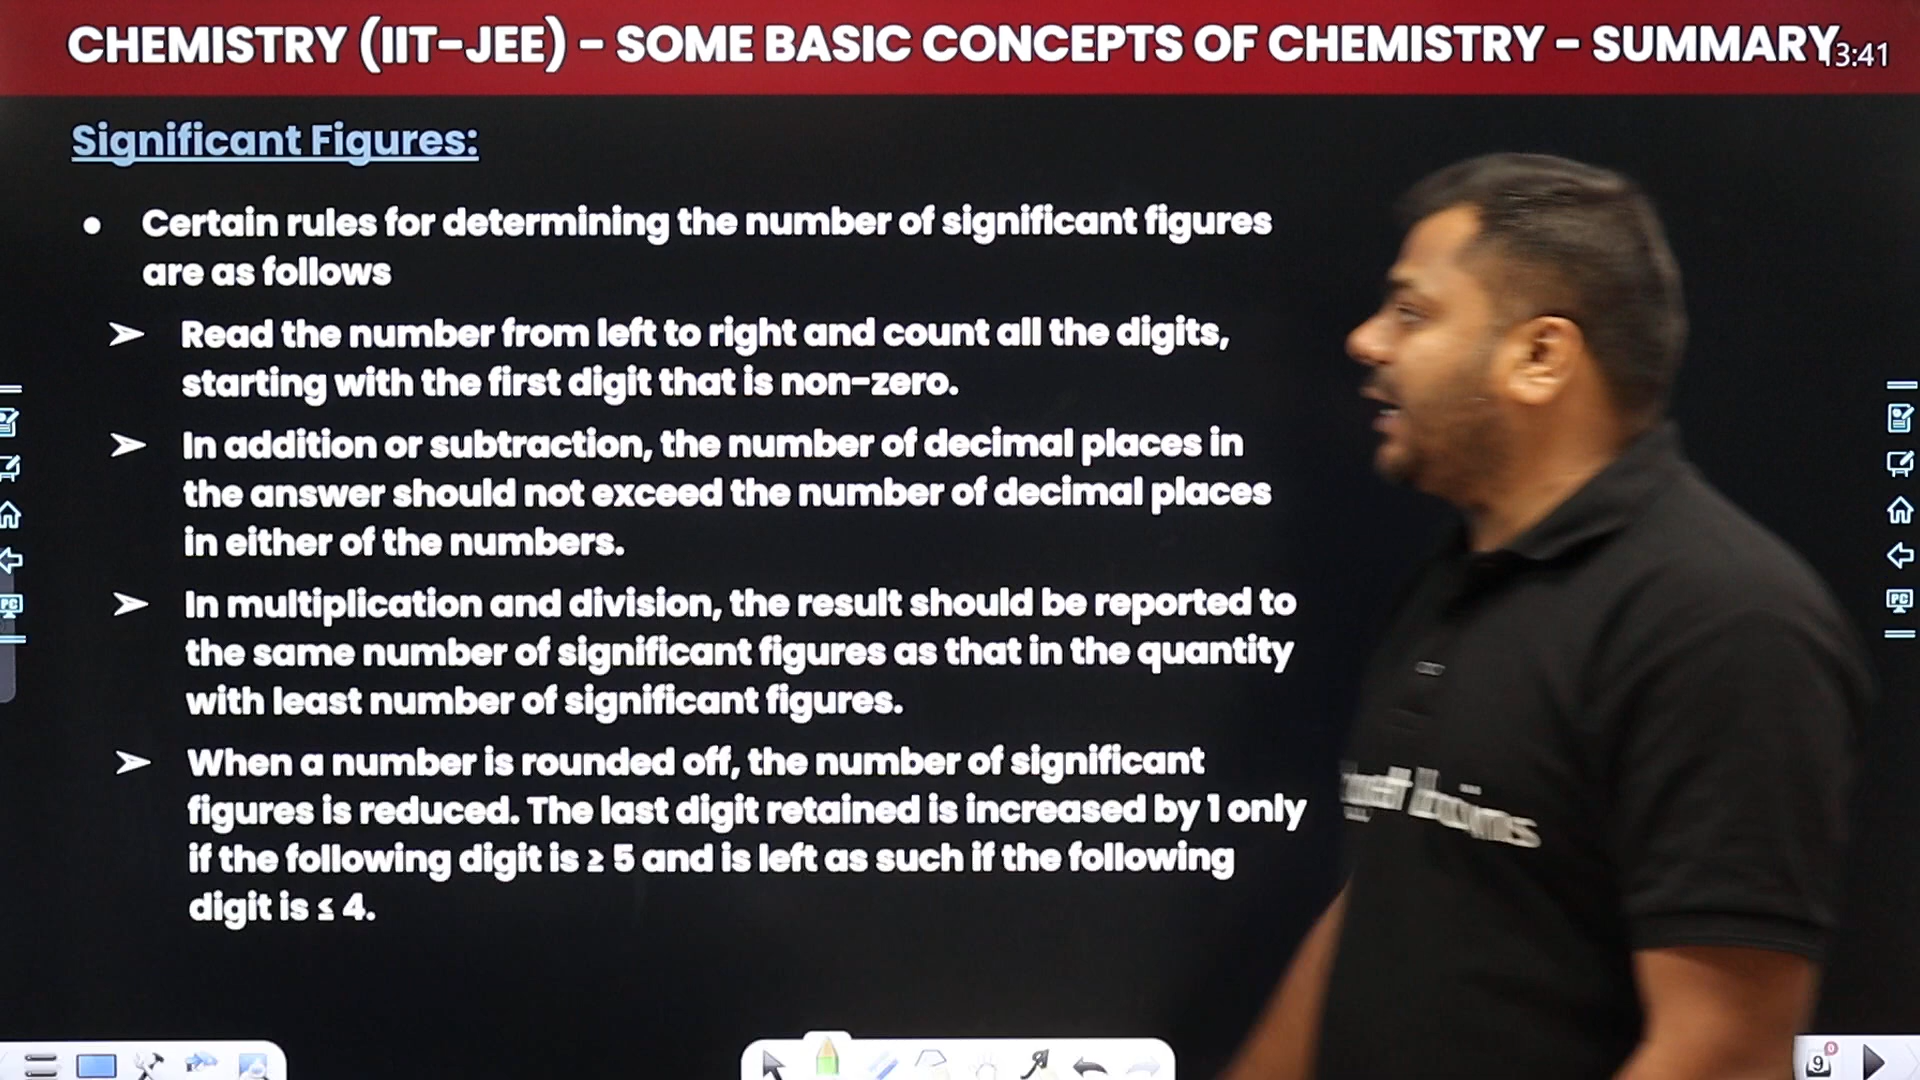 CHEMISTRY (IIT-JEE) - SOME BASIC CONCEPTS OF CHEMISTRY - SUMMARY
13:41
Significant Figures:
● Certain rules for determining the number of significant figures
are as follows
➢ Read the number from left to right and count all the digits,
starting with the first digit that is non-zero.
➢ In addition or subtraction, the number of decimal places in
the answer should not exceed the number of decimal places
in either of the numbers.
➢ In multiplication and division, the result should be reported to
the same number of significant figures as that in the quantity
with least number of significant figures.
➢ When a number is rounded off, the number of significant
figures is reduced. The last digit retained is increased by 1 only
if the following digit is ≥ 5 and is left as such if the following
digit is ≤ 4.
PC
PC
9
0